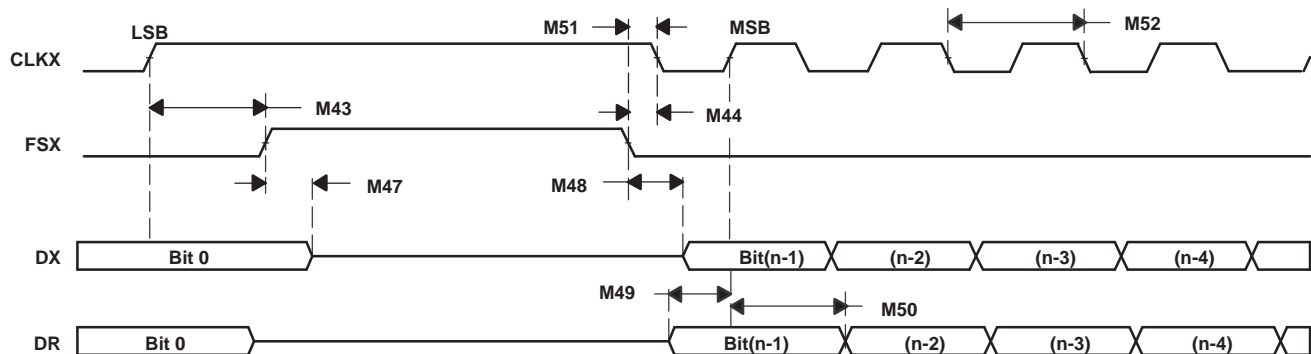 LSB M51 MSB M52
CLKX
M43 M44
FSX
M47 M48
DX Bit 0 Bit(n-1) (n-2) (n-3) (n-4)
M49 M50
DR Bit 0 Bit(n-1) (n-2) (n-3) (n-4)